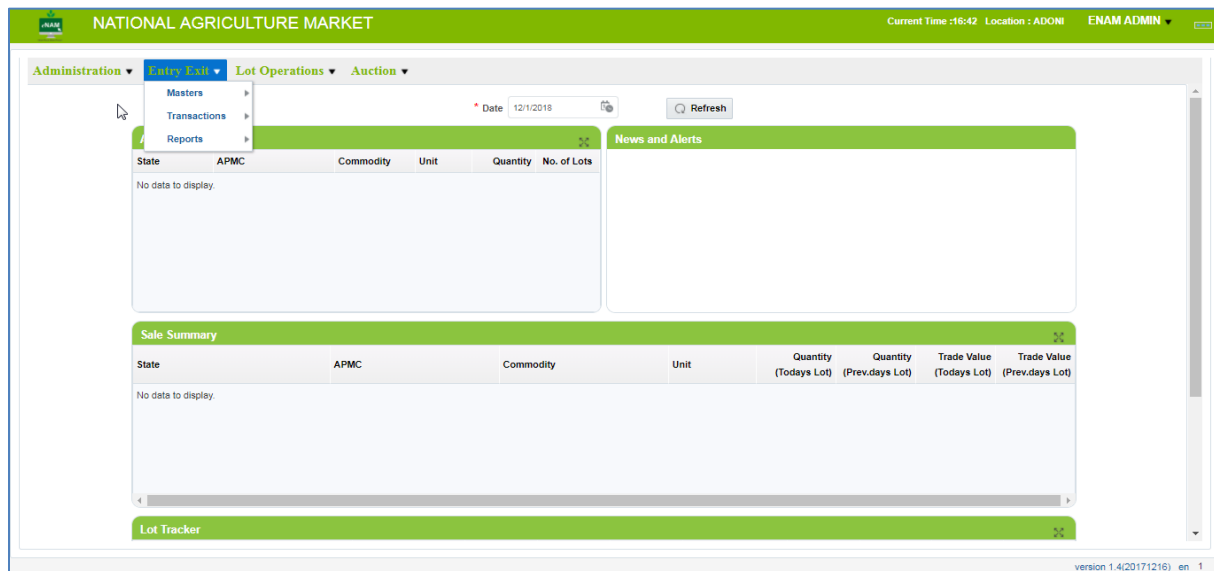 eNAM
NATIONAL AGRICULTURE MARKET
Current Time :16:42 Location : ADONI
ENAM ADMIN
Administration Entry Exit Lot Operations Auction
Masters
Transactions
Reports
* Date 12/1/2018 Refresh
News and Alerts
State APMC Commodity Unit Quantity No. of Lots
No data to display.
Sale Summary
State APMC Commodity Unit Quantity (Todays Lot) Quantity (Prev.days Lot) Trade Value (Todays Lot) Trade Value (Prev.days Lot)
No data to display.
Lot Tracker
version 1.4(20171216) en 1